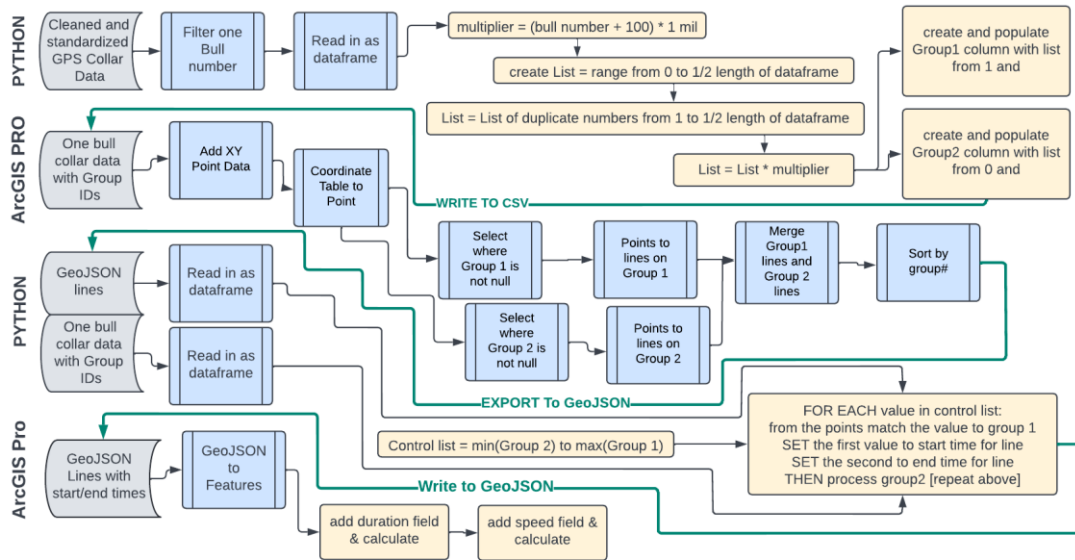 PYTHON
Cleaned and
standardized
GPS Collar
Data
Filter one
Bull
number
Read in as
dataframe
multiplier = (bull number + 100) * 1 mil
create List = range from 0 to 1/2 length of dataframe
List = List of duplicate numbers from 1 to 1/2 length of dataframe
List = List * multiplier
create and populate
Group1 column with list
from 1 and
create and populate
Group2 column with list
from 0 and
WRITE TO CSV
ArcGIS PRO
One bull
collar data
with Group
IDs
Add XY
Point Data
Coordinate
Table to
Point
Select
where
Group 1 is
not null
Points to
lines on
Group 1
Merge
Group1
lines and
Group 2
lines
Sort by
group#
Select
where
Group 2 is
not null
Points to
lines on
Group 2
EXPORT To GeoJSON
PYTHON
GeoJSON
lines
Read in as
dataframe
One bull
collar data
with Group
IDs
Read in as
dataframe
Control list = min(Group 2) to max(Group 1)
FOR EACH value in control list:
from the points match the value to group 1
SET the first value to start time for line
SET the second to end time for line
THEN process group2 [repeat above]
Write to GeoJSON
ArcGIS Pro
GeoJSON
Lines with
start/end times
GeoJSON
to
Features
add duration field
& calculate
add speed field &
calculate